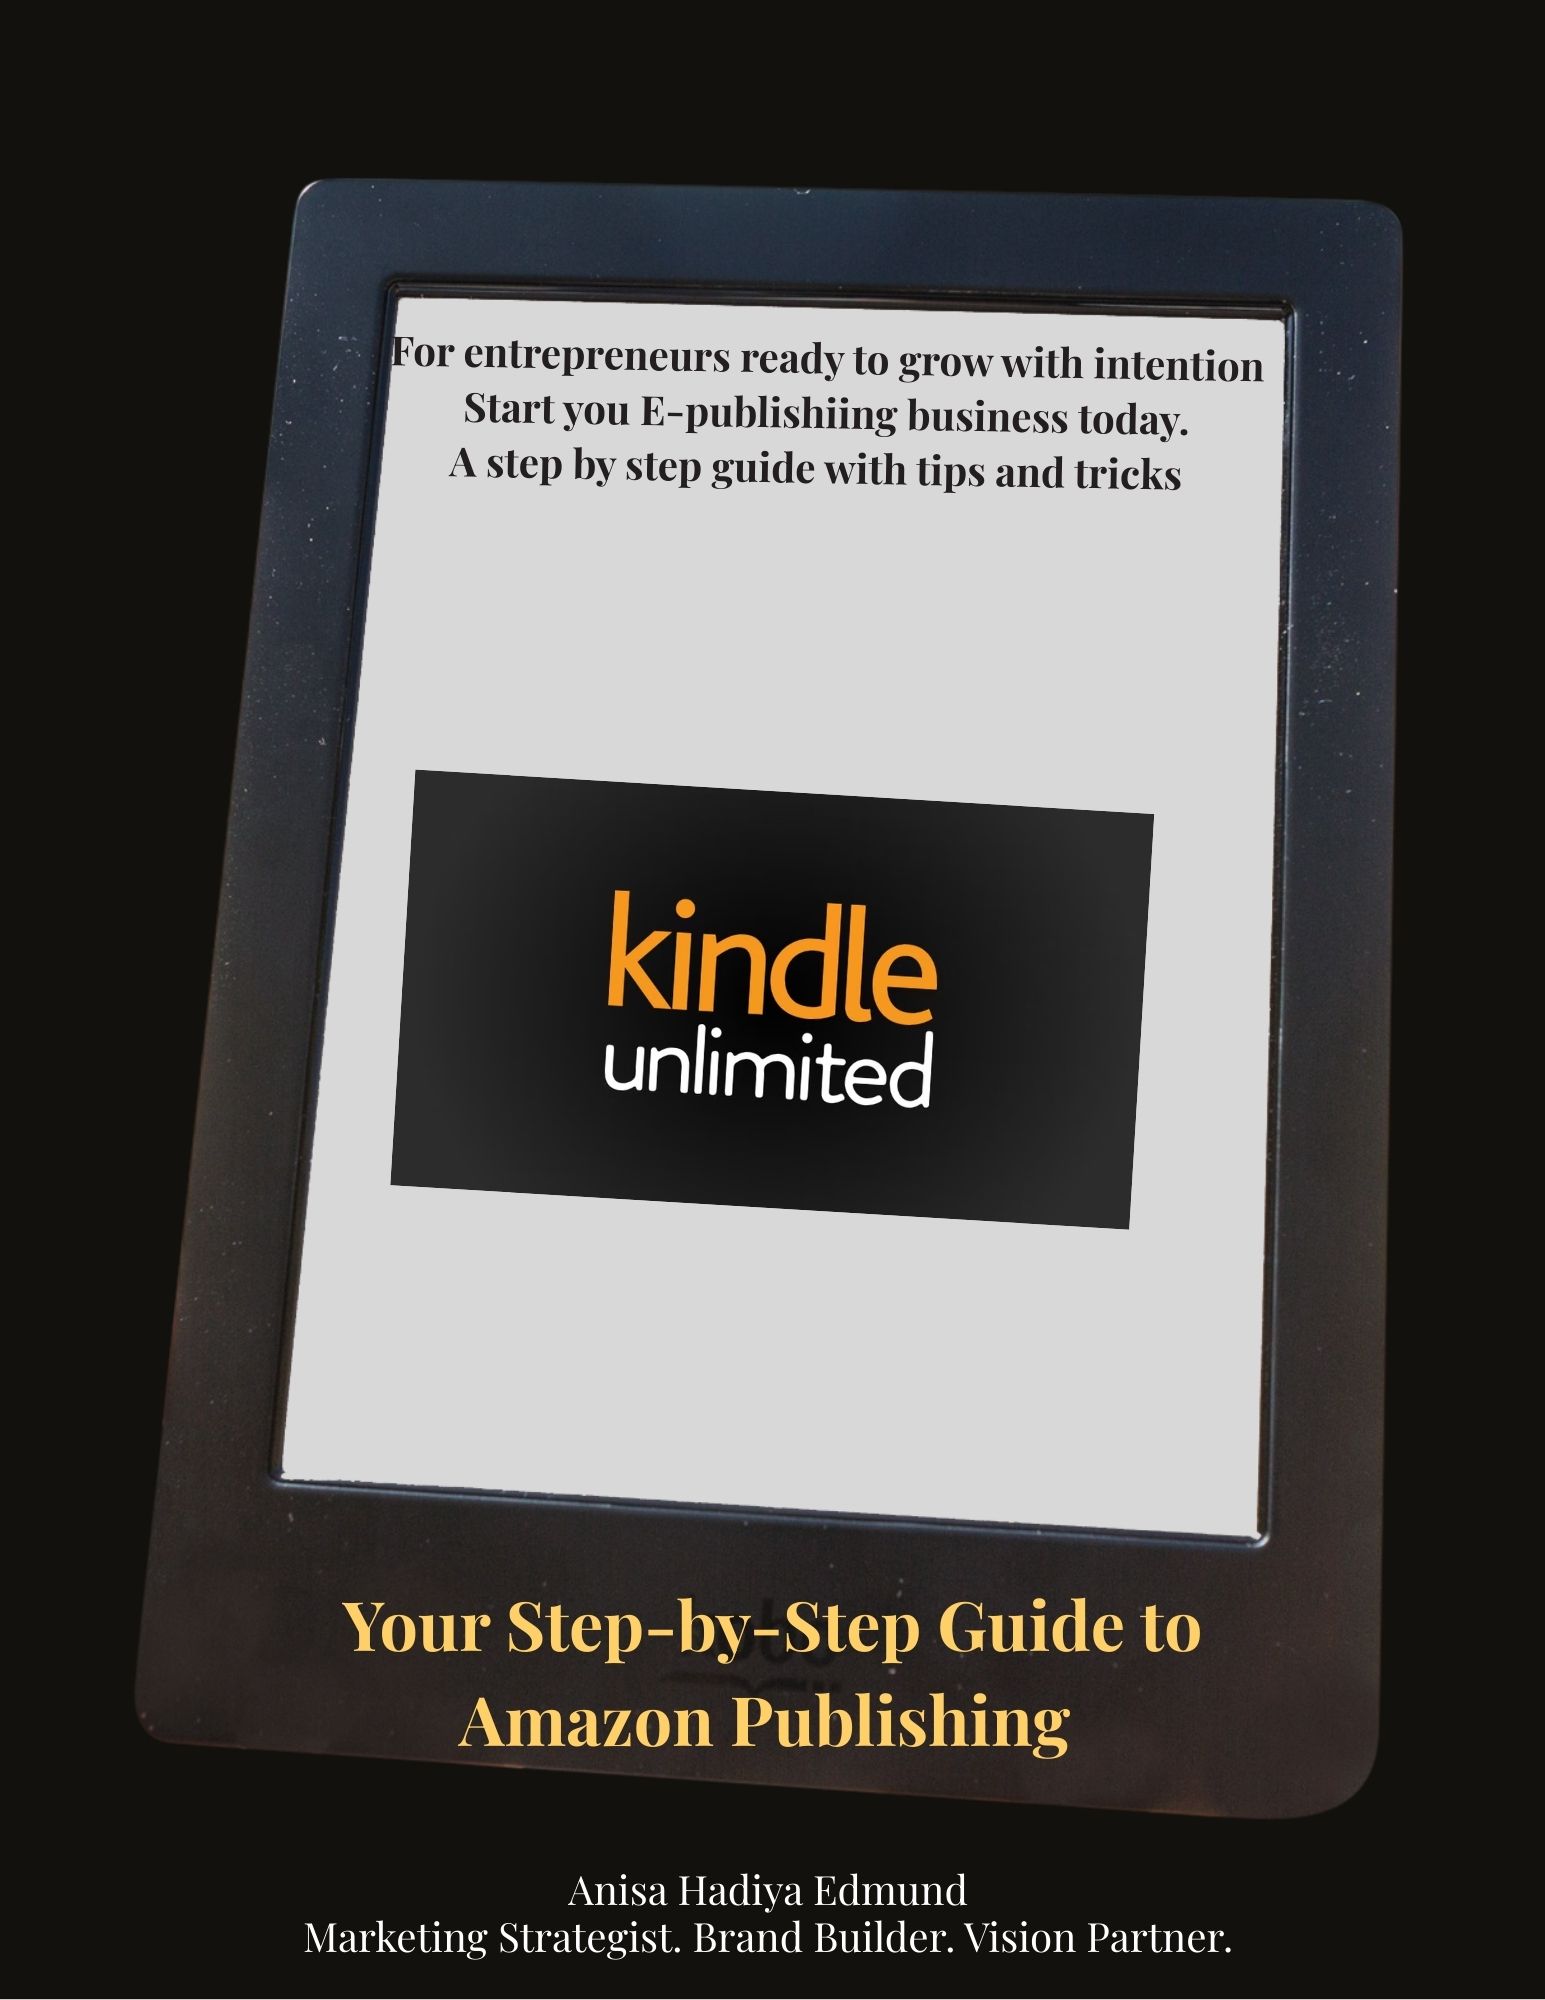 For entrepreneurs ready to grow with intention
Start you E-publishiing business today.
A step by step guide with tips and tricks
kindle
unlimited
Your Step-by-Step Guide to
Amazon Publishing
Anisa Hadiya Edmund
Marketing Strategist. Brand Builder. Vision Partner.